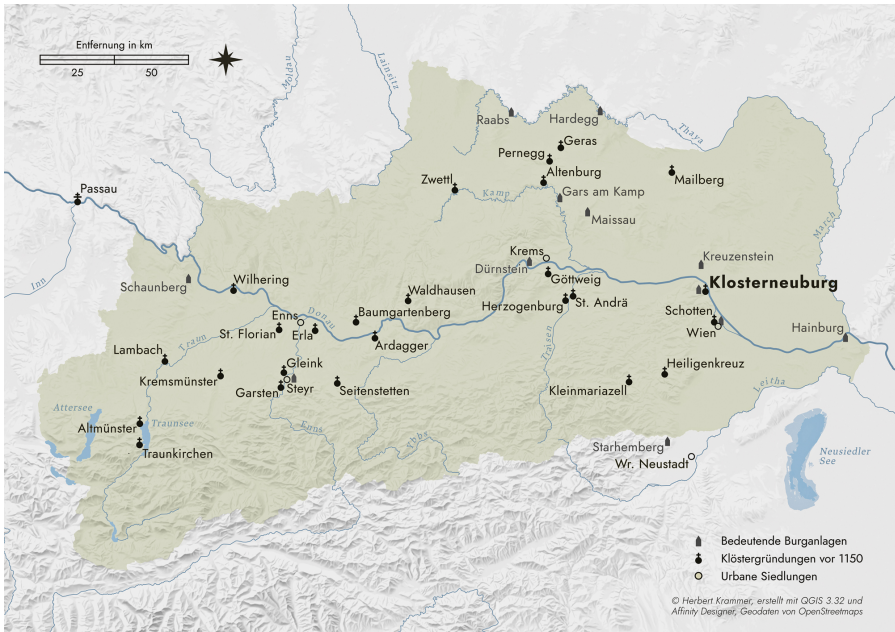 Entfernung in km
25 50
Moldau
Lainsitz
Raabs
Hardegg
Thaya
Geras
Pernegg
Altenburg
Zwettl
Kamp
Gars am Kamp
Mailberg
Maissau
March
Passau
Inn
Krems
Dürnstein
Göttweig
Kreuzenstein
Klosterneuburg
Schaunberg
Wilhering
Waldhausen
Herzogenburg
St. Andrä
Enns
Donau
Baumgartenberg
Schotten
Wien
Hainburg
St. Florian
Erla
Ardagger
Traun
Traisen
Lambach
Gleink
Kremsmünster
Garsten
Steyr
Seitenstetten
Heiligenkreuz
Kleinmariazell
Leitha
Attersee
Altmünster
Traunsee
Traunkirchen
Enns
Ybbs
Starhemberg
Wr. Neustadt
Neusiedler
See
Bedeutende Burganlagen
Klöstergründungen vor 1150
Urbane Siedlungen
© Herbert Krammer, erstellt mit QGIS 3.32 und
Affinity Designer, Geodaten von OpenStreetmaps